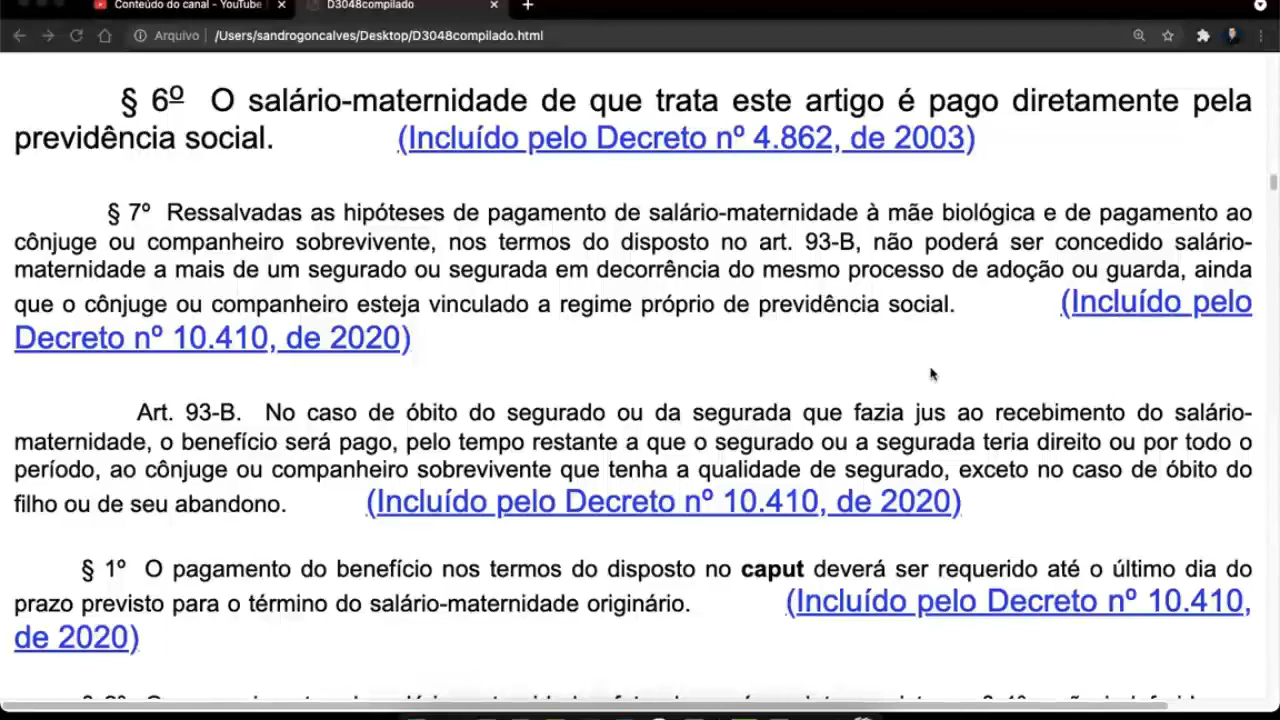 Conteúdo do canal - YouTube
D3048compilado
Arquivo
/Users/sandrogoncalves/Desktop/D3048compilado.html
§ 6º O salário-maternidade de que trata este artigo é pago diretamente pela
previdência social. (Incluído pelo Decreto nº 4.862, de 2003)
§ 7º Ressalvadas as hipóteses de pagamento de salário-maternidade à mãe biológica e de pagamento ao
cônjuge ou companheiro sobrevivente, nos termos do disposto no art. 93-B, não poderá ser concedido salário-
maternidade a mais de um segurado ou segurada em decorrência do mesmo processo de adoção ou guarda, ainda
que o cônjuge ou companheiro esteja vinculado a regime próprio de previdência social. (Incluído pelo
Decreto nº 10.410, de 2020)
Art. 93-B. No caso de óbito do segurado ou da segurada que fazia jus ao recebimento do salário-
maternidade, o benefício será pago, pelo tempo restante a que o segurado ou a segurada teria direito ou por todo o
período, ao cônjuge ou companheiro sobrevivente que tenha a qualidade de segurado, exceto no caso de óbito do
filho ou de seu abandono. (Incluído pelo Decreto nº 10.410, de 2020)
§ 1º O pagamento do benefício nos termos do disposto no caput deverá ser requerido até o último dia do
prazo previsto para o término do salário-maternidade originário. (Incluído pelo Decreto nº 10.410,
de 2020)